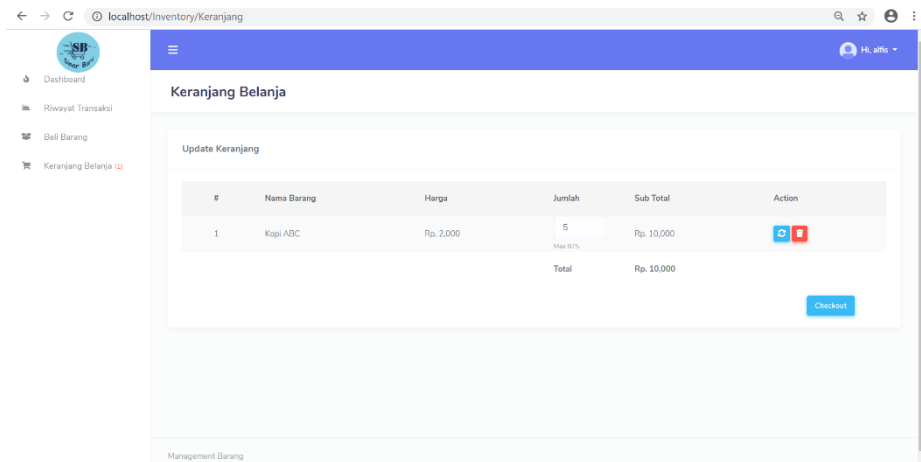 localhost/Inventory/Keranjang
SB
Hi, alfis
Dashboard
Riwayat Transaksi
Beli Barang
Keranjang Belanja (1)
Keranjang Belanja
Update Keranjang
# Nama Barang Harga Jumlah Sub Total Action
1 Kopi ABC Rp. 2,000 5 Rp. 10,000
Max
Total Rp. 10,000
Checkout
Management Barang